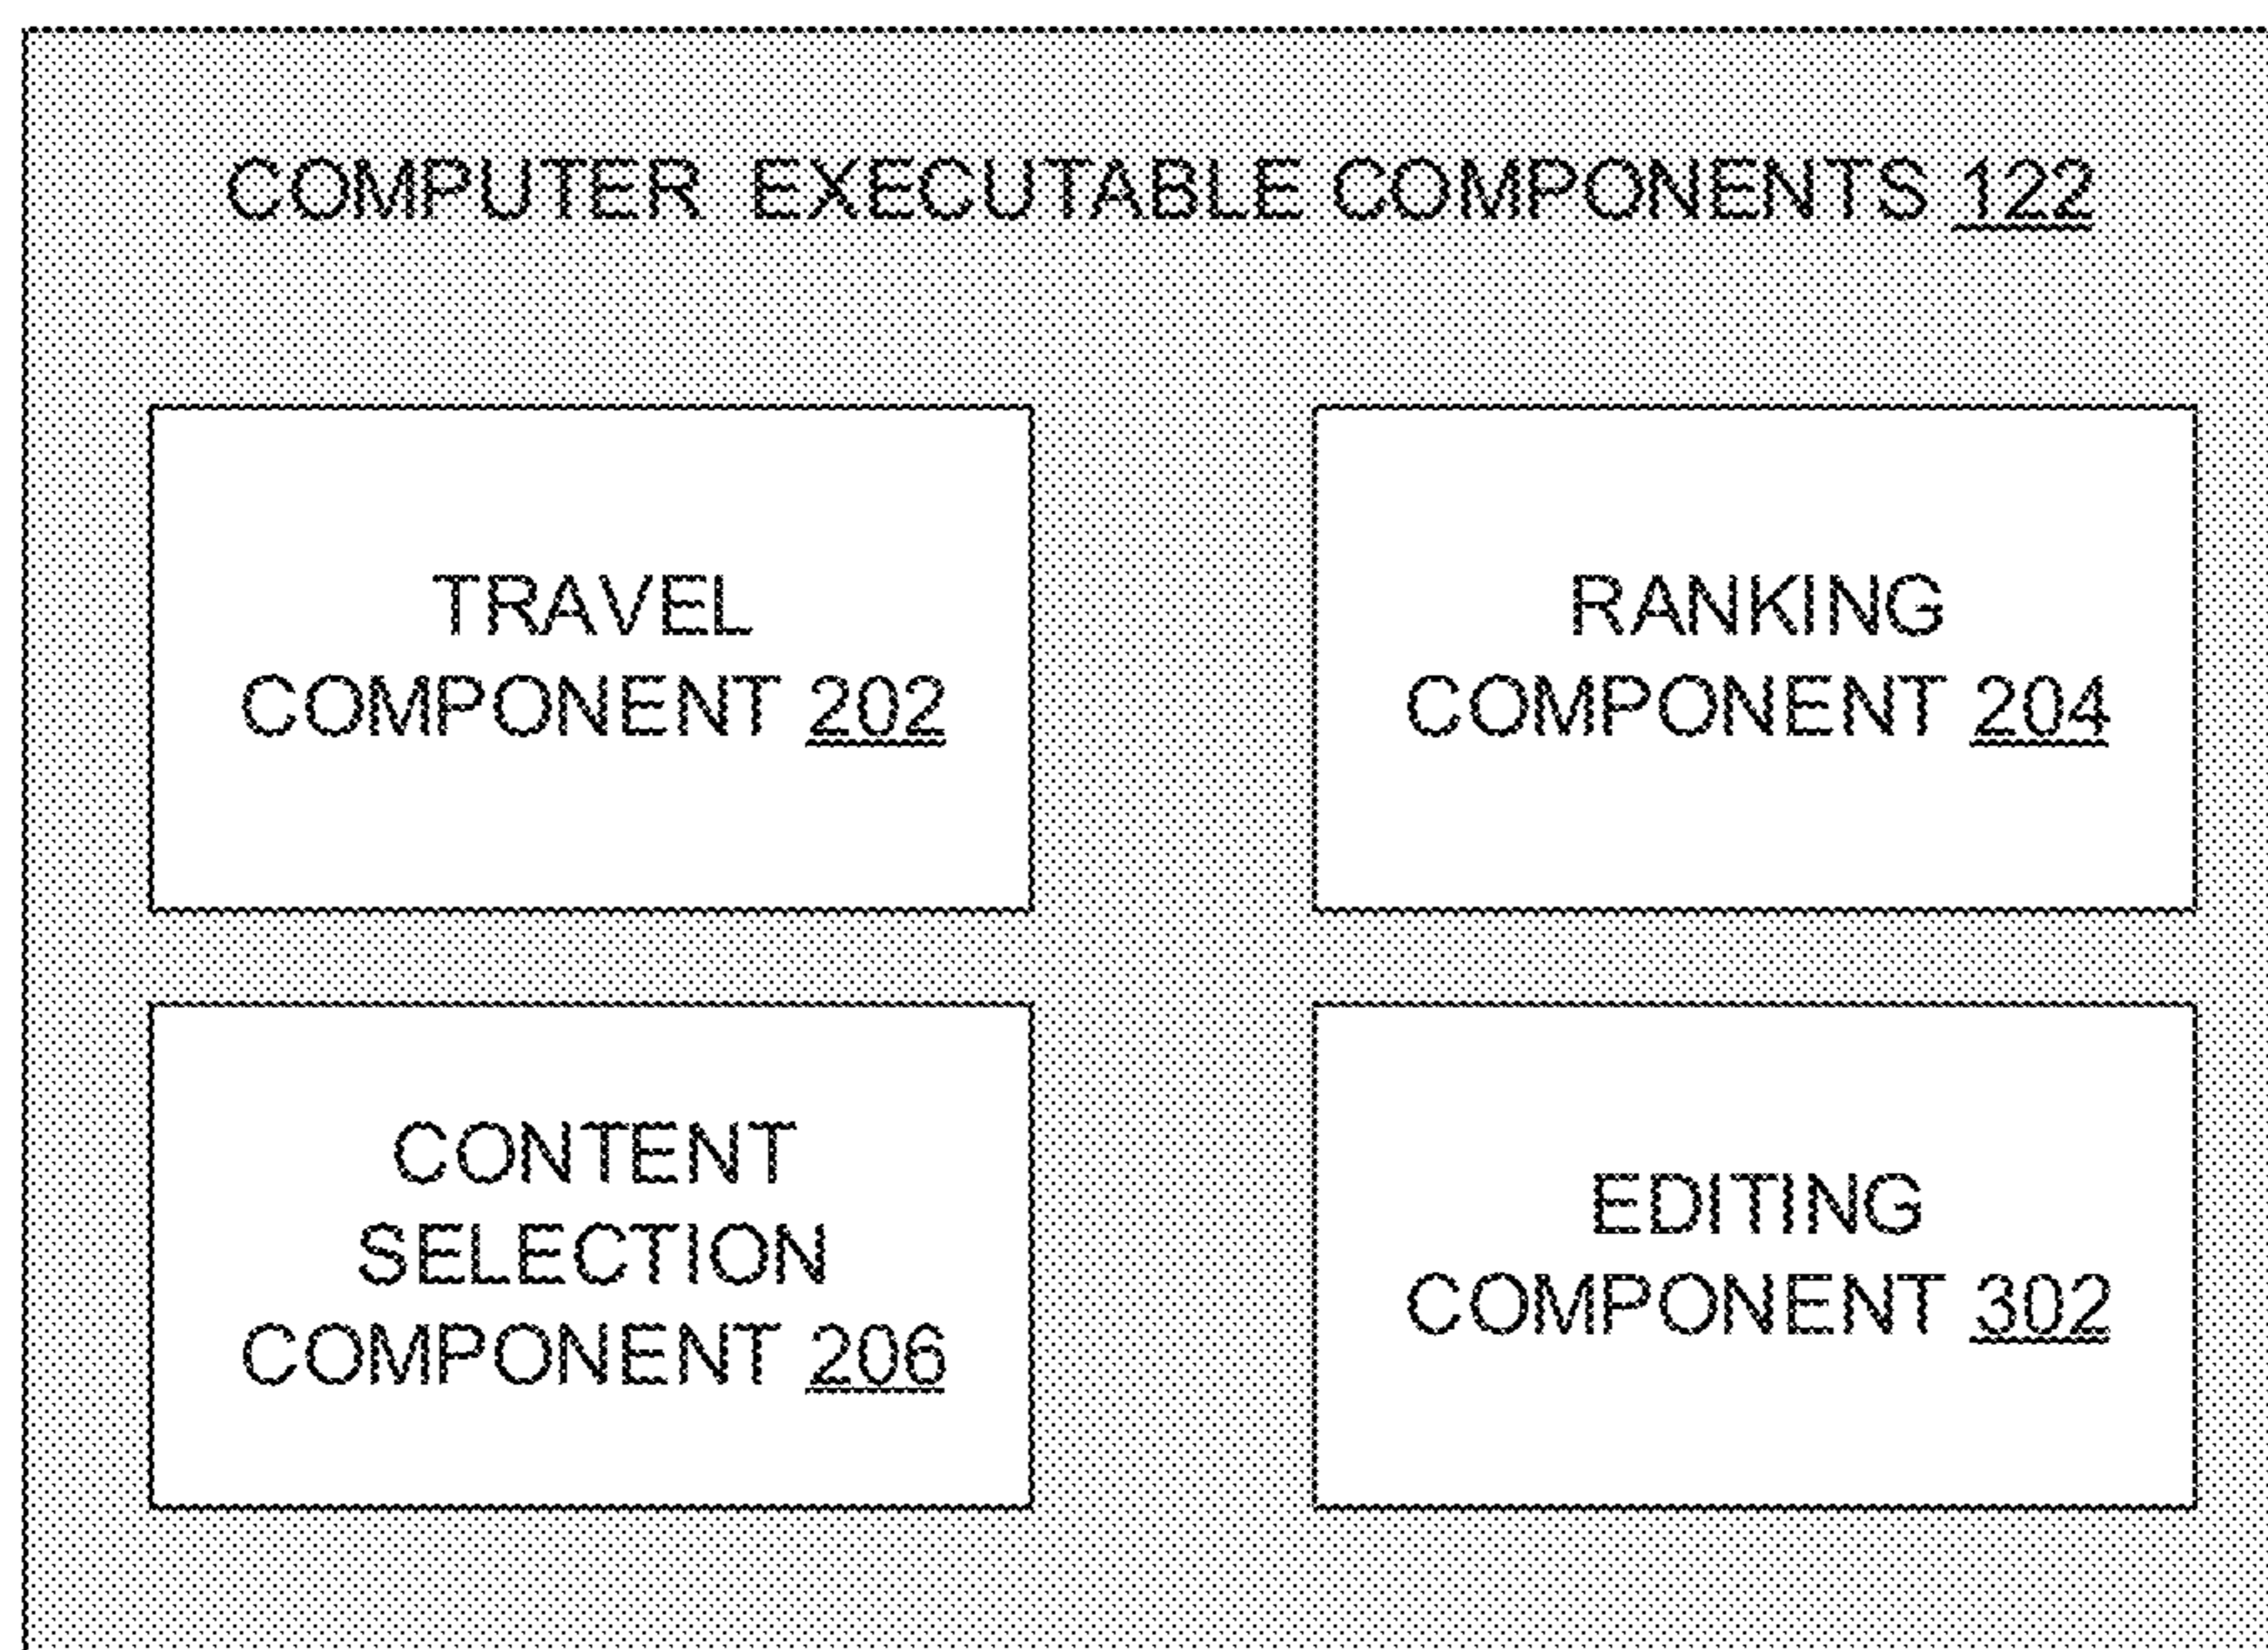 COMPUTER EXECUTABLE COMPONENTS 122
TRAVEL
COMPONENT 202
RANKING
COMPONENT 204
CONTENT
SELECTION
COMPONENT 206
EDITING
COMPONENT 302